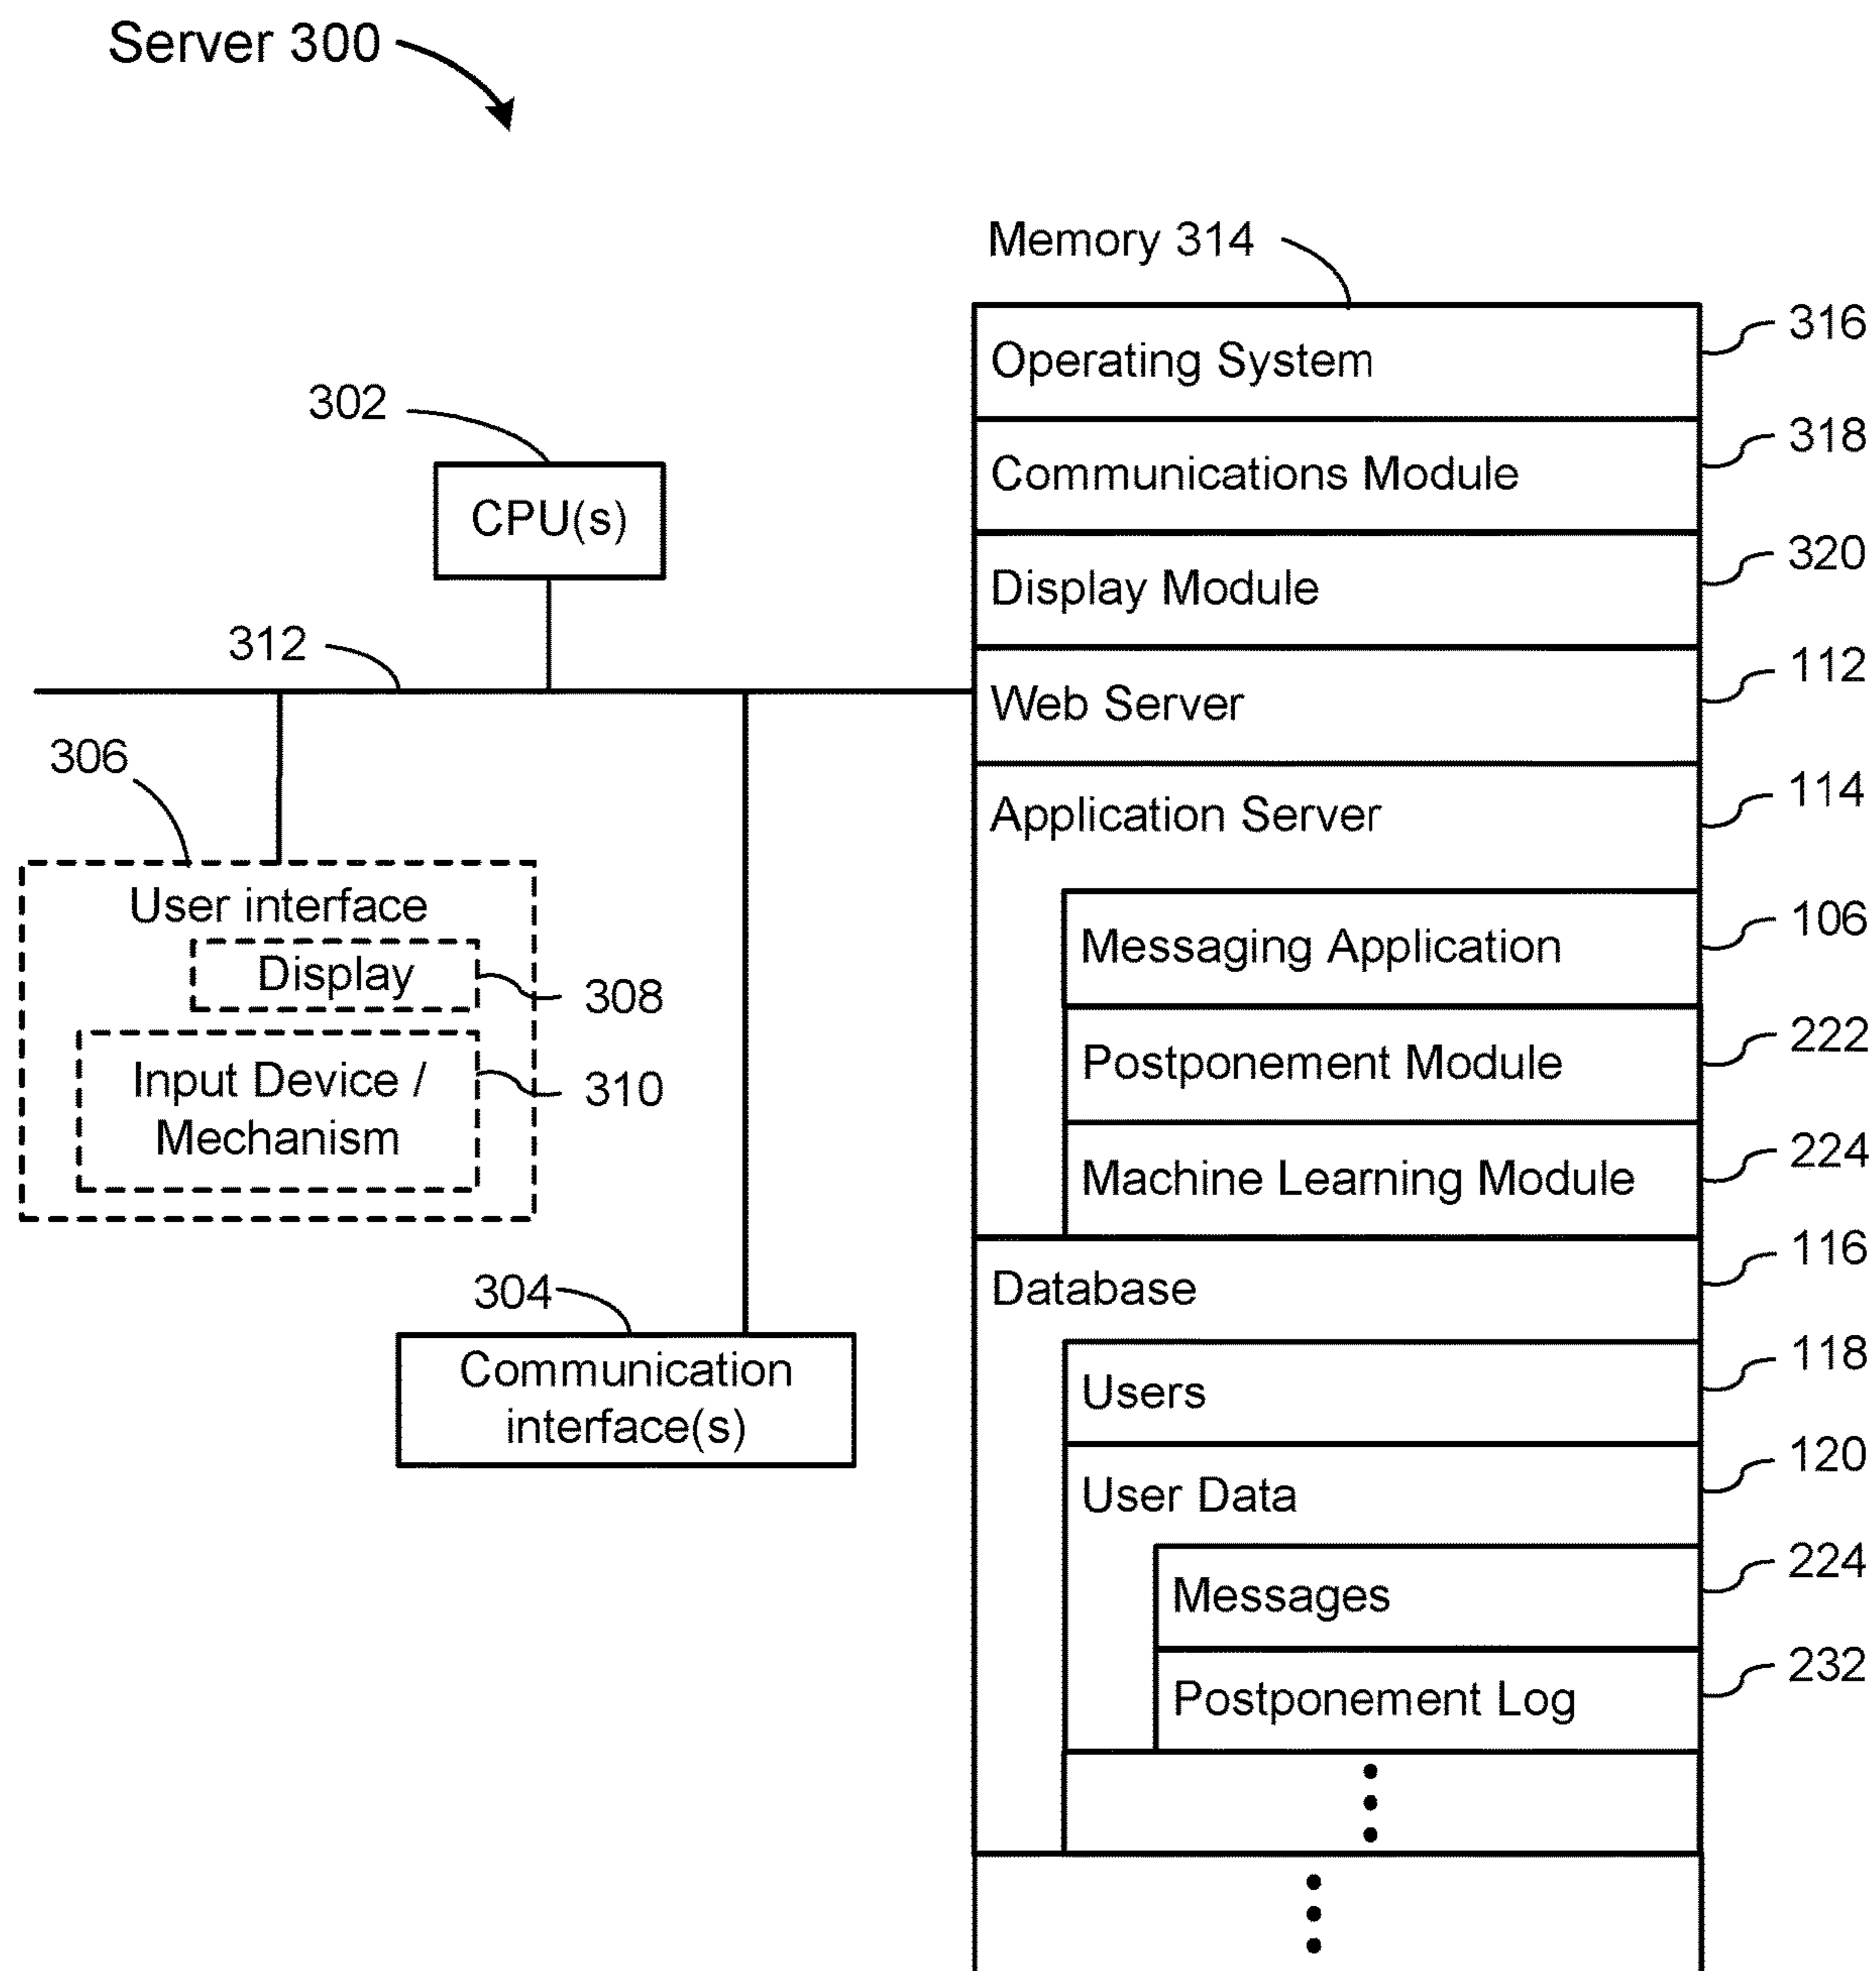 Server 300
Memory 314
Operating System 316
Communications Module 318
Display Module 320
Web Server 112
Application Server 114
Messaging Application 106
Postponement Module 222
Machine Learning Module 224
Database 116
Users 118
User Data 120
Messages 224
Postponement Log 232
302
CPU(s)
312
306
User interface
Display 308
Input Device / 310
Mechanism
304
Communication
interface(s)